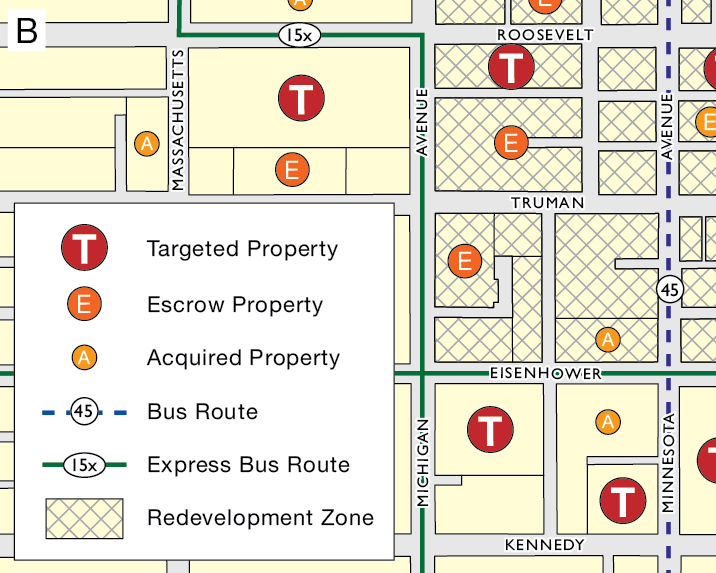 B
A
E
ROOSEVELT
15x
T
T
T
MASSACHUSETTS
AVENUE
AVENUE
E
A
E
E
TRUMAN
T Targeted Property
E Escrow Property
A Acquired Property
45 Bus Route
15x Express Bus Route
Redevelopment Zone
E
45
A
EISENHOWER
MICHIGAN
T
A
MINNESOTA
T
T
KENNEDY